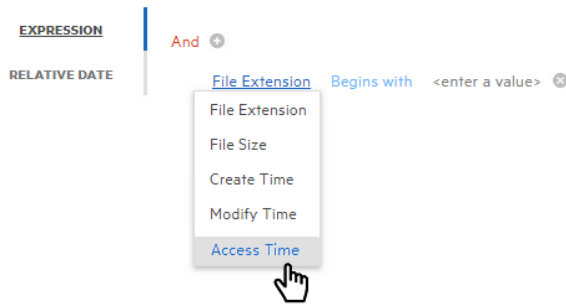 EXPRESSION
RELATIVE DATE
And
File Extension Begins with <enter a value>
File Extension
File Size
Create Time
Modify Time
Access Time